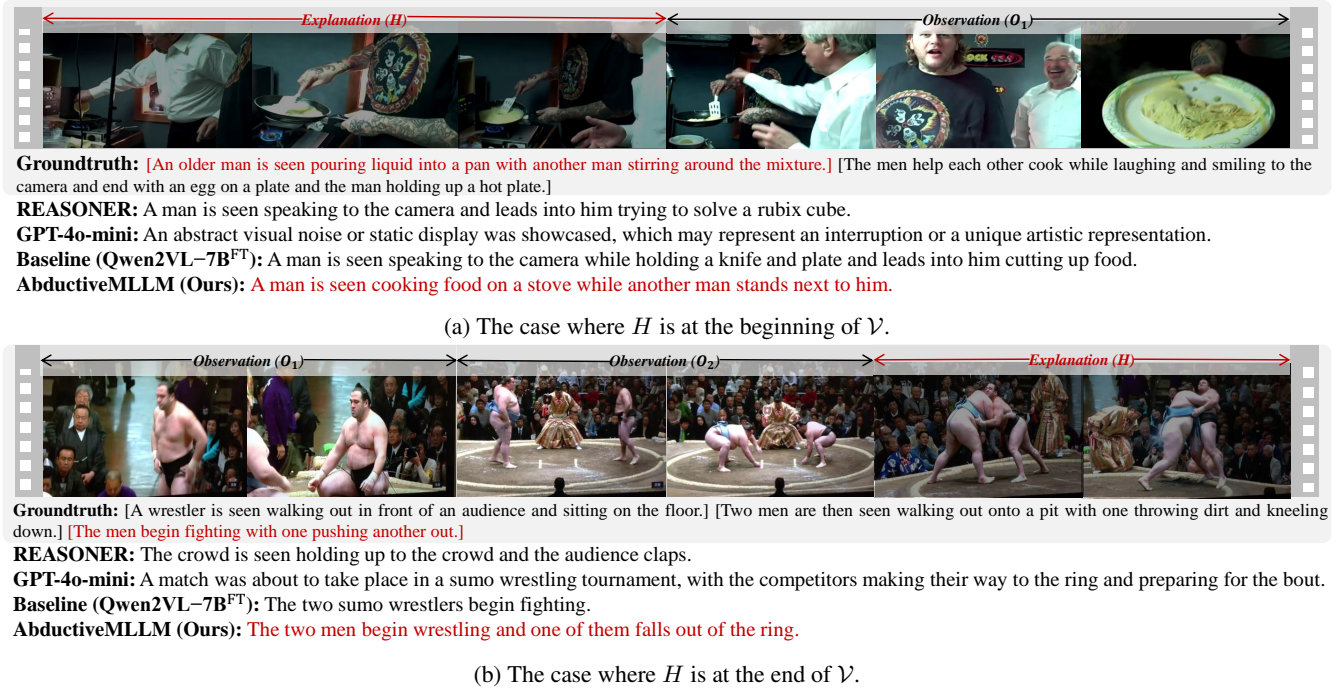 Explanation (H) Observation (O₁)
Groundtruth: [An older man is seen pouring liquid into a pan with another man stirring around the mixture.] [The men help each other cook while laughing and smiling to the
camera and end with an egg on a plate and the man holding up a hot plate.]
REASONER: A man is seen speaking to the camera and leads into him trying to solve a rubix cube.
GPT-4o-mini: An abstract visual noise or static display was showcased, which may represent an interruption or a unique artistic representation.
Baseline (Qwen2VL−7B^FT): A man is seen speaking to the camera while holding a knife and plate and leads into him cutting up food.
AbductiveMLLM (Ours): A man is seen cooking food on a stove while another man stands next to him.
(a) The case where H is at the beginning of 𝒱.
Observation (O₁) Observation (O₂) Explanation (H)
Groundtruth: [A wrestler is seen walking out in front of an audience and sitting on the floor.] [Two men are then seen walking out onto a pit with one throwing dirt and kneeling
down.] [The men begin fighting with one pushing another out.]
REASONER: The crowd is seen holding up to the crowd and the audience claps.
GPT-4o-mini: A match was about to take place in a sumo wrestling tournament, with the competitors making their way to the ring and preparing for the bout.
Baseline (Qwen2VL−7B^FT): The two sumo wrestlers begin fighting.
AbductiveMLLM (Ours): The two men begin wrestling and one of them falls out of the ring.
(b) The case where H is at the end of 𝒱.